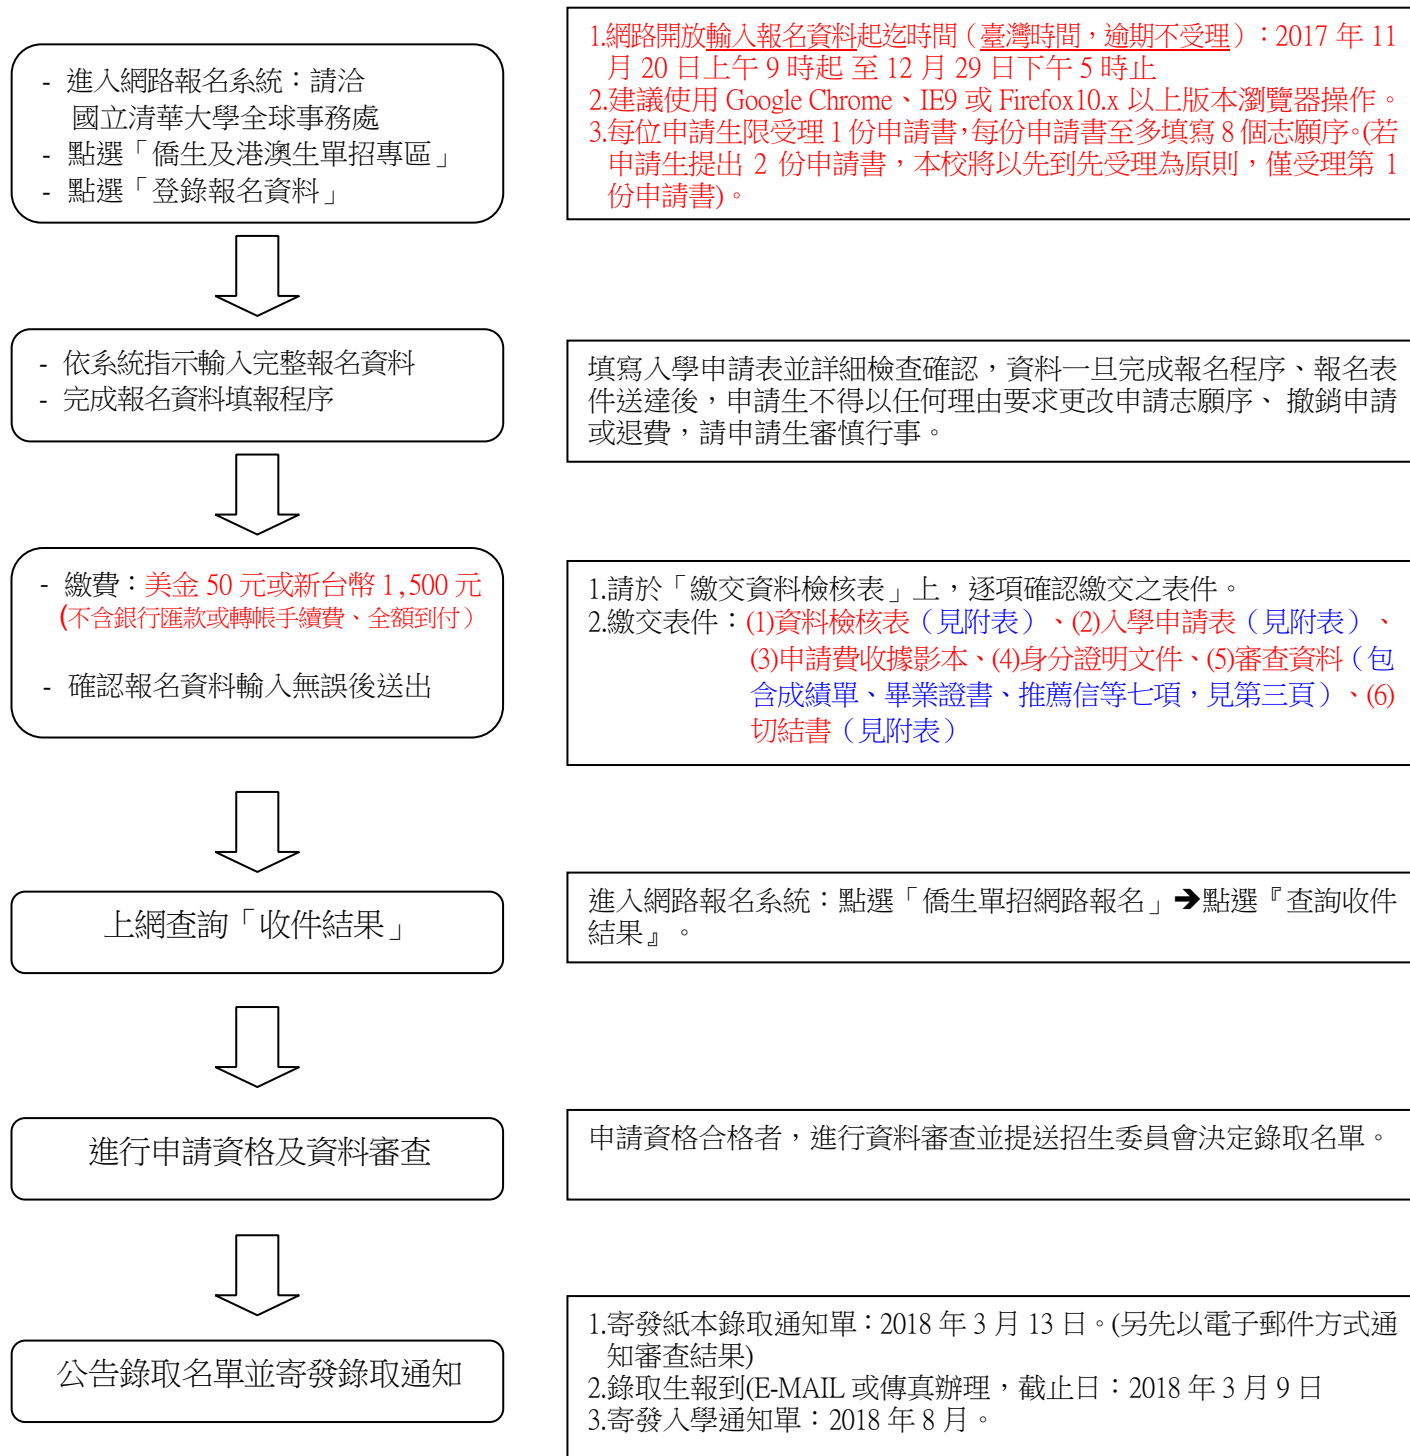 - 進入網路報名系統：請洽
國立清華大學全球事務處
- 點選「僑生及港澳生單招專區」
- 點選「登錄報名資料」
1.網路開放輸入報名資料起迄時間（臺灣時間，逾期不受理）：2017 年 11
月 20 日上午 9 時起 至 12 月 29 日下午 5 時止
2.建議使用 Google Chrome、IE9 或 Firefox10.x 以上版本瀏覽器操作。
3.每位申請生限受理 1 份申請書，每份申請書至多填寫 8 個志願序。(若
申請生提出 2 份申請書，本校將以先到先受理為原則，僅受理第 1
份申請書)。
- 依系統指示輸入完整報名資料
- 完成報名資料填報程序
填寫入學申請表並詳細檢查確認，資料一旦完成報名程序、報名表
件送達後，申請生不得以任何理由要求更改申請志願序、 撤銷申請
或退費，請申請生審慎行事。
- 繳費：美金 50 元或新台幣 1,500 元
(不含銀行匯款或轉帳手續費、全額到付）
- 確認報名資料輸入無誤後送出
1.請於「繳交資料檢核表」上，逐項確認繳交之表件。
2.繳交表件：(1)資料檢核表（見附表）、(2)入學申請表（見附表）、
(3)申請費收據影本、(4)身分證明文件、(5)審查資料（包
含成績單、畢業證書、推薦信等七項，見第三頁）、(6)
切結書（見附表）
上網查詢「收件結果」
進入網路報名系統：點選「僑生單招網路報名」➔點選『查詢收件
結果』。
進行申請資格及資料審查
申請資格合格者，進行資料審查並提送招生委員會決定錄取名單。
公告錄取名單並寄發錄取通知
1.寄發紙本錄取通知單：2018 年 3 月 13 日。(另先以電子郵件方式通
知審查結果)
2.錄取生報到(E-MAIL 或傳真辦理，截止日：2018 年 3 月 9 日
3.寄發入學通知單：2018 年 8 月。